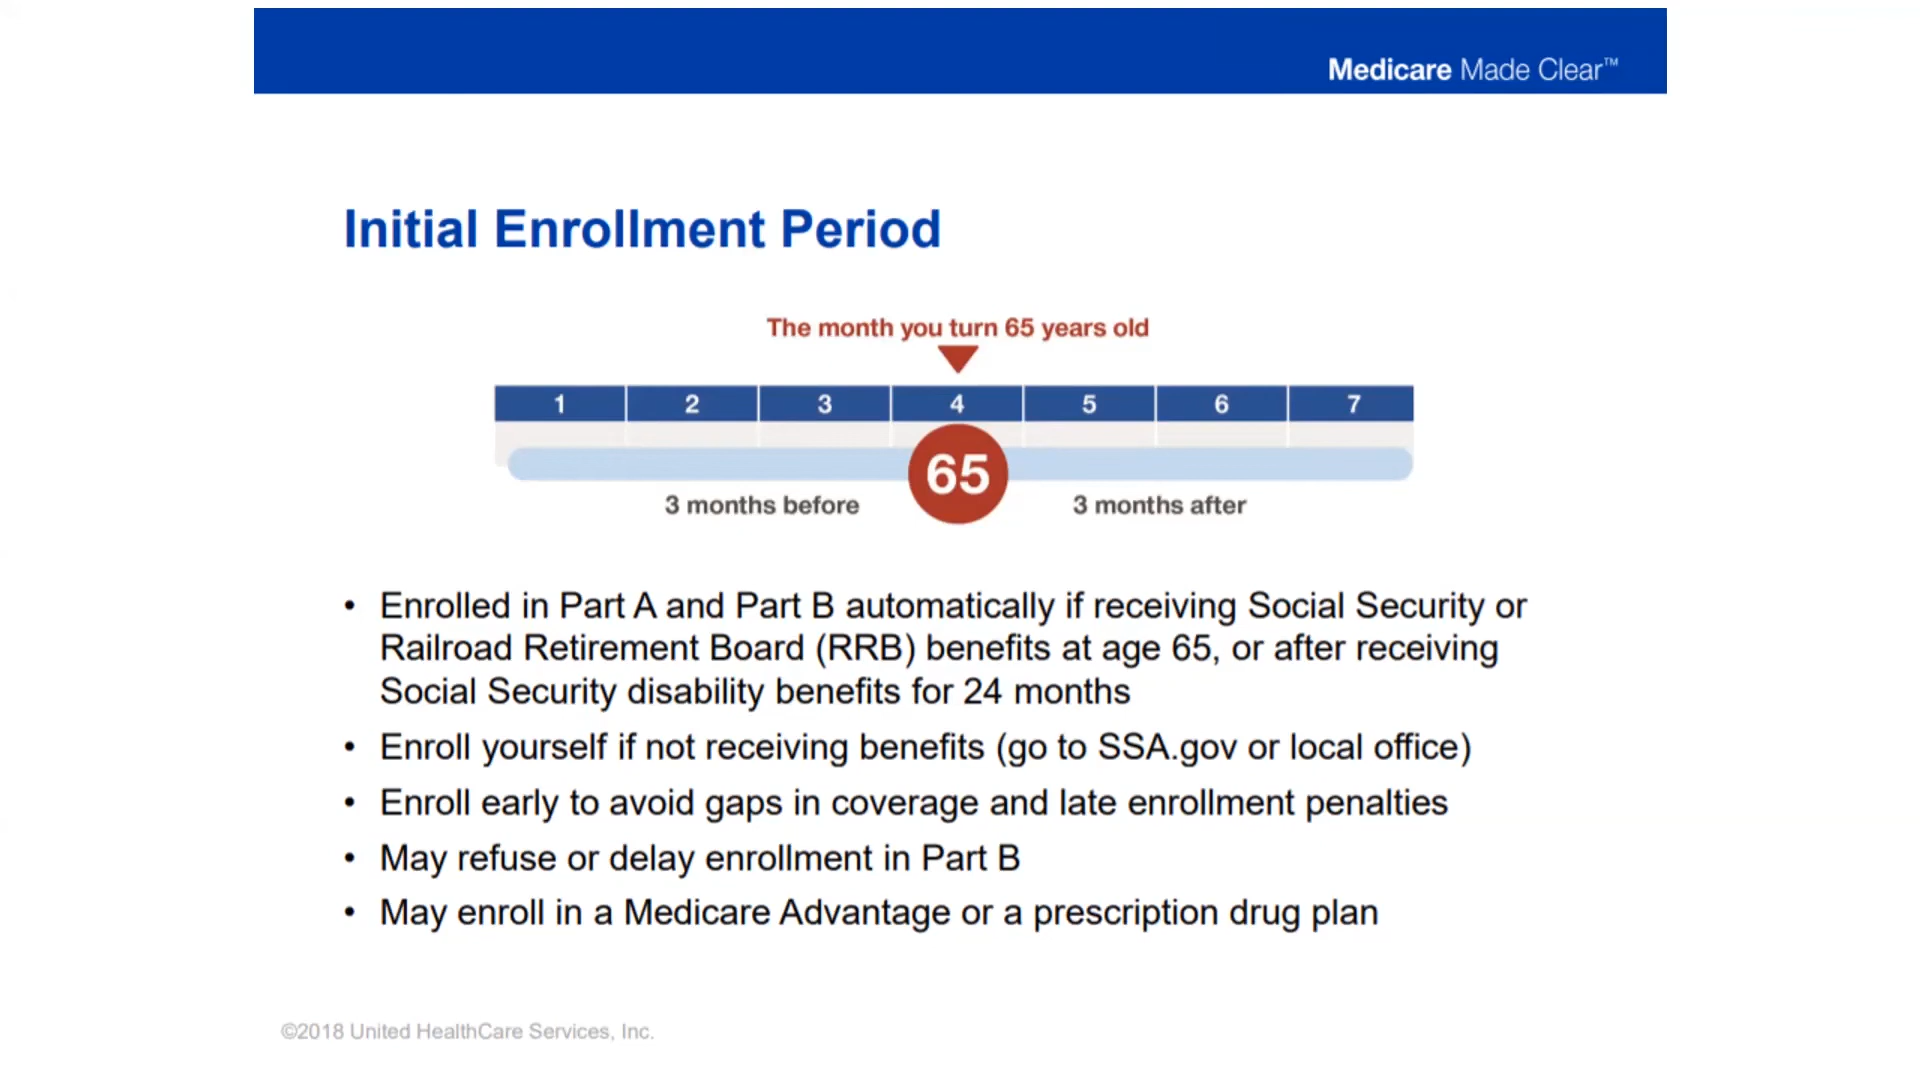 Medicare Made Clear™
Initial Enrollment Period
The month you turn 65 years old
1 2 3 4 5 6 7
65
3 months before 3 months after
• Enrolled in Part A and Part B automatically if receiving Social Security or
Railroad Retirement Board (RRB) benefits at age 65, or after receiving
Social Security disability benefits for 24 months
• Enroll yourself if not receiving benefits (go to SSA.gov or local office)
• Enroll early to avoid gaps in coverage and late enrollment penalties
• May refuse or delay enrollment in Part B
• May enroll in a Medicare Advantage or a prescription drug plan
©2018 United HealthCare Services, Inc.